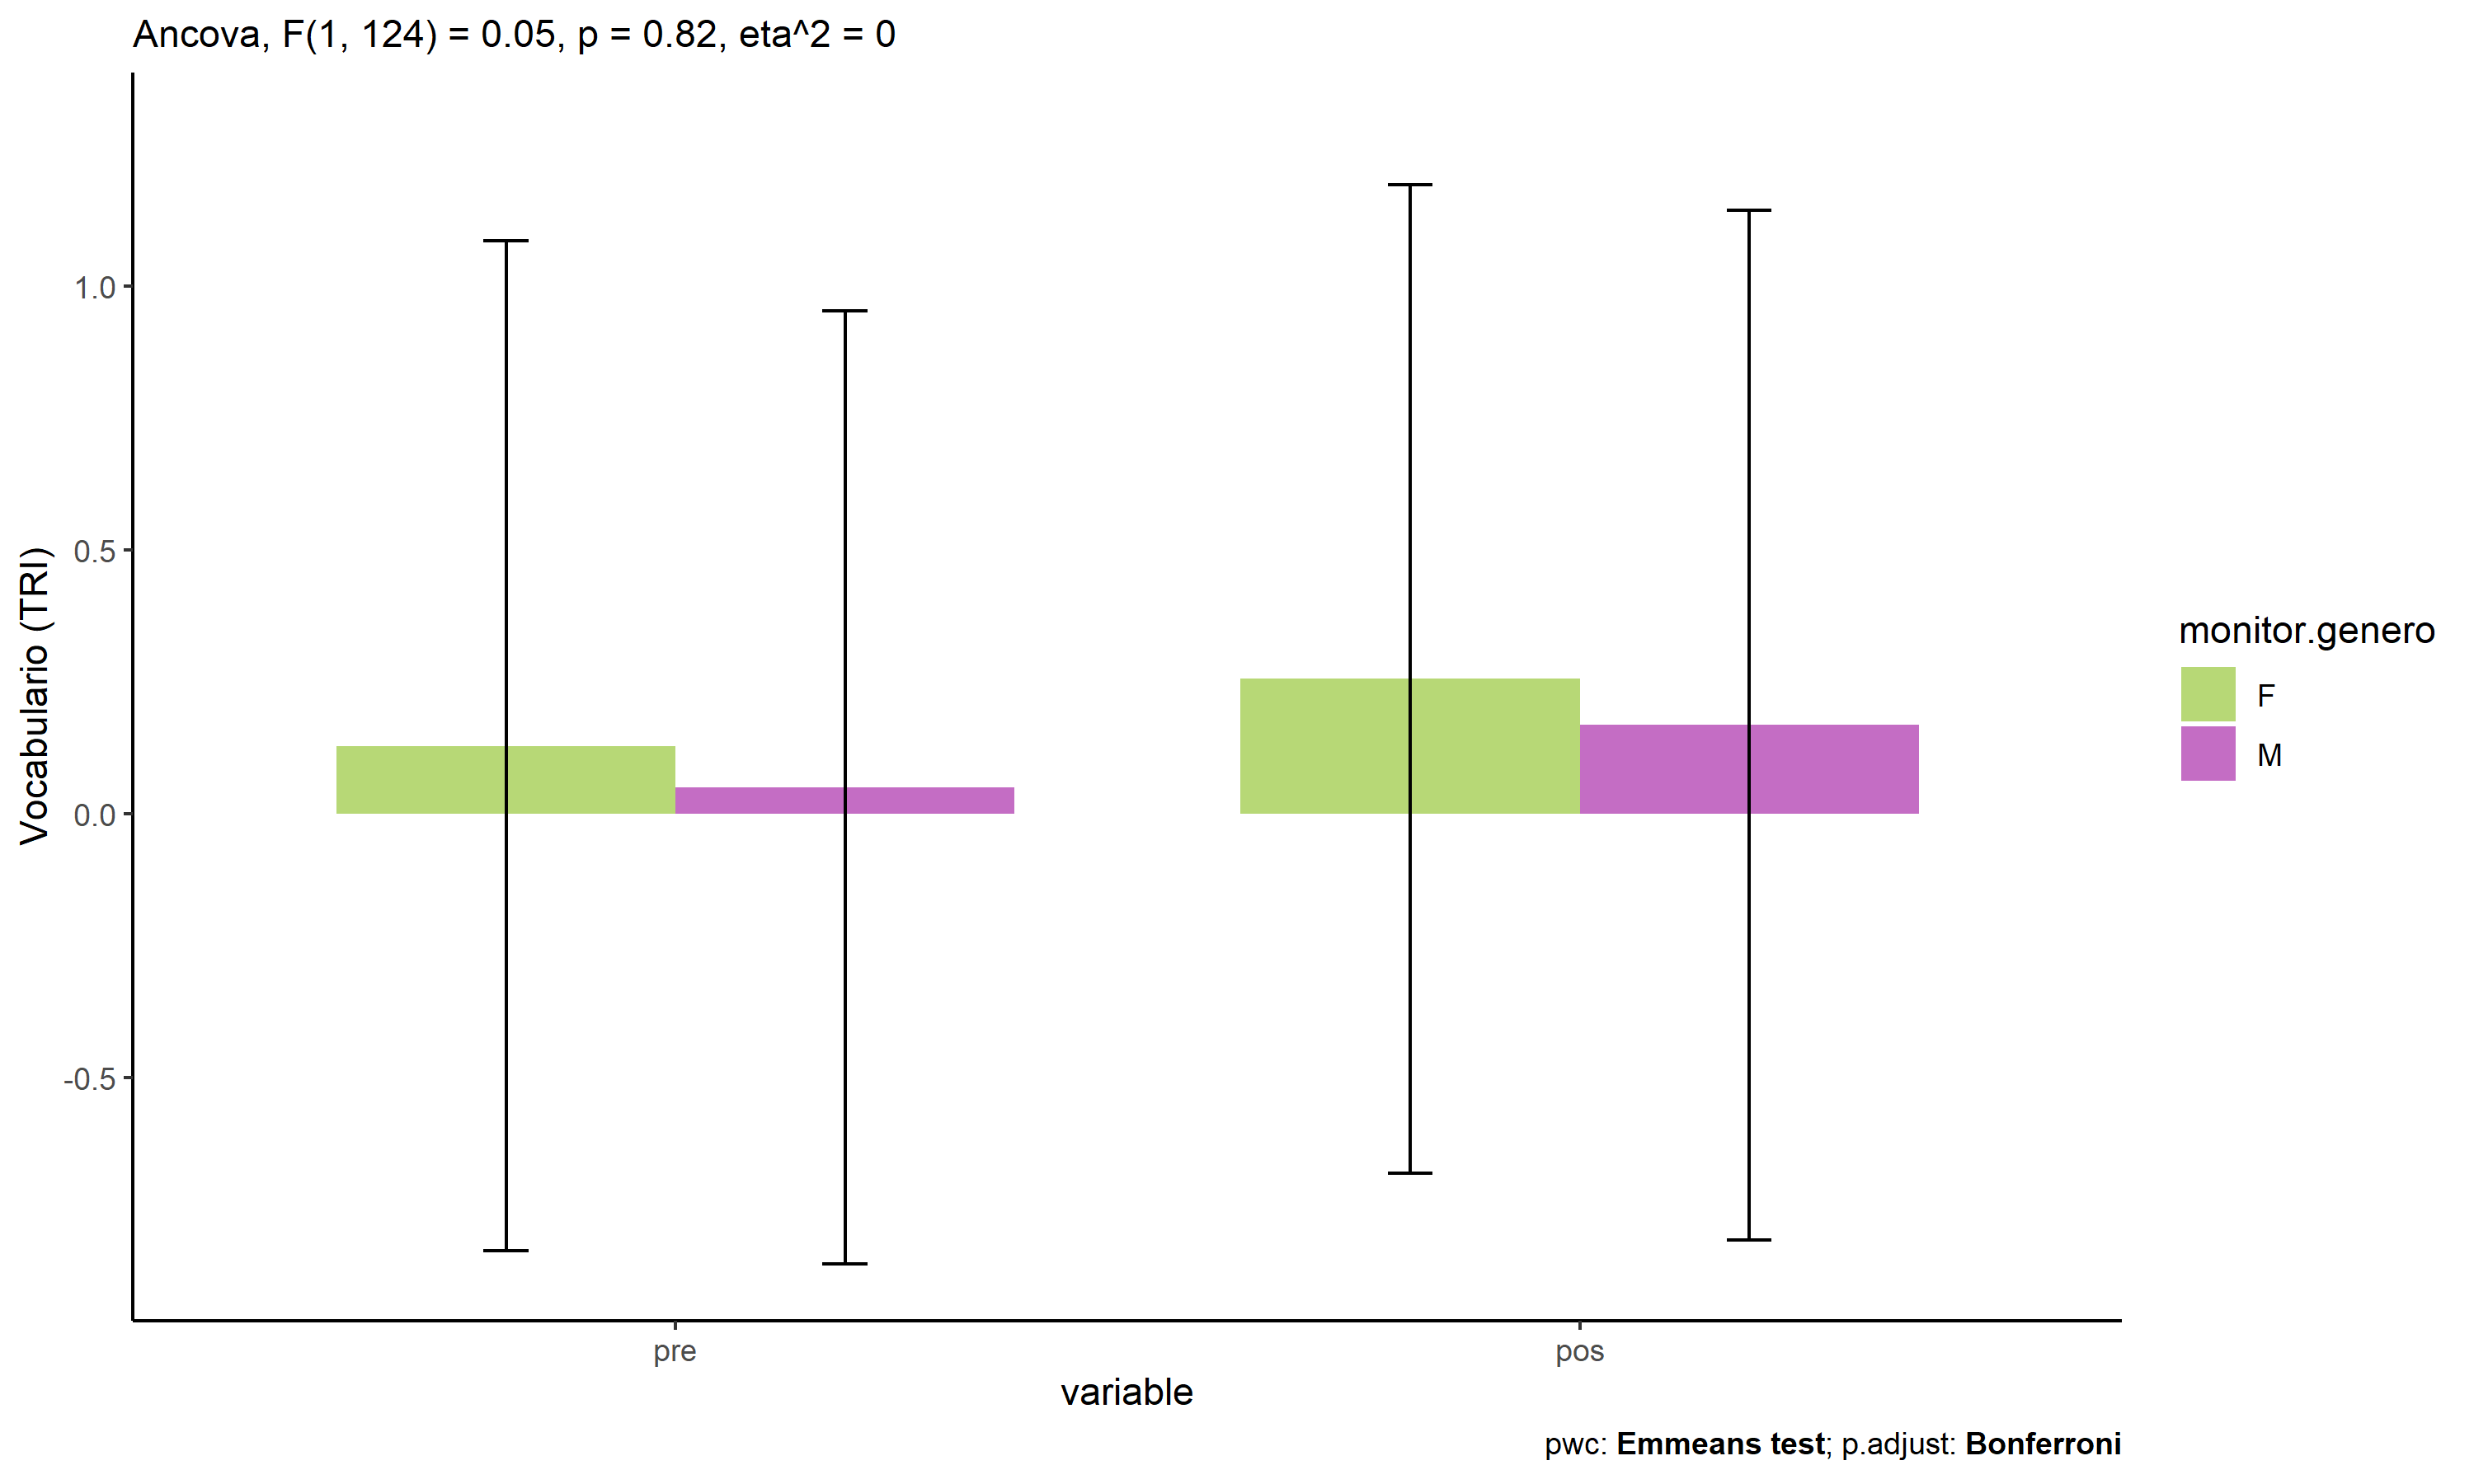 Ancova, F(1, 124) = 0.05, p = 0.82, eta^2 = 0
Vocabulario (TRI)
1.0
0.5
0.0
-0.5
pre
pos
variable
monitor.genero
F
M
pwc: Emmeans test; p.adjust: Bonferroni